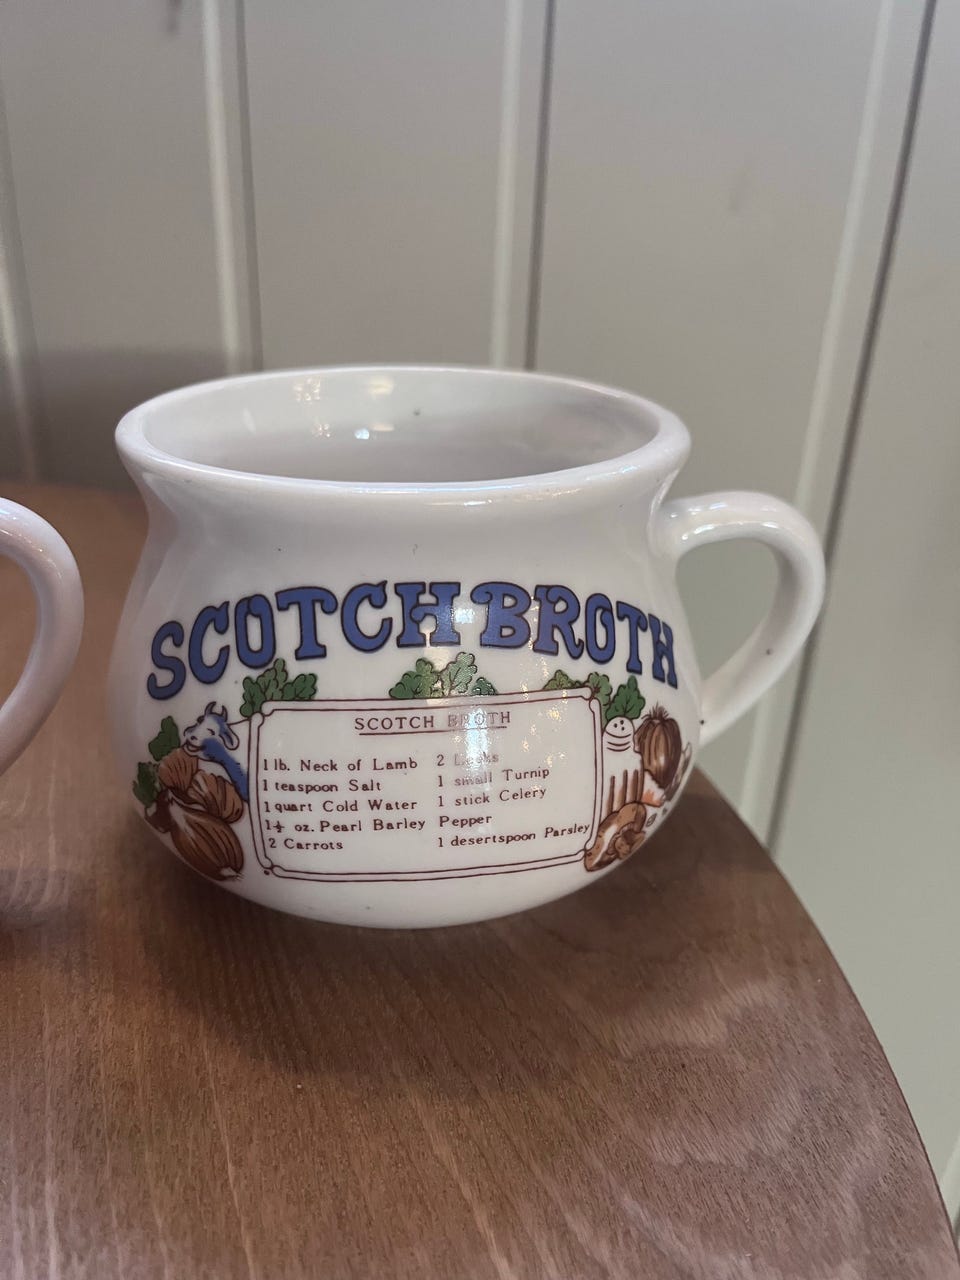 SCOTCH BROTH
SCOTCH BROTH
1 lb. Neck of Lamb
1 teaspoon Salt
1 quart Cold Water
1½ oz. Pearl Barley
2 Carrots
2 Leeks
1 small Turnip
1 stick Celery
Pepper
1 desertspoon Parsley